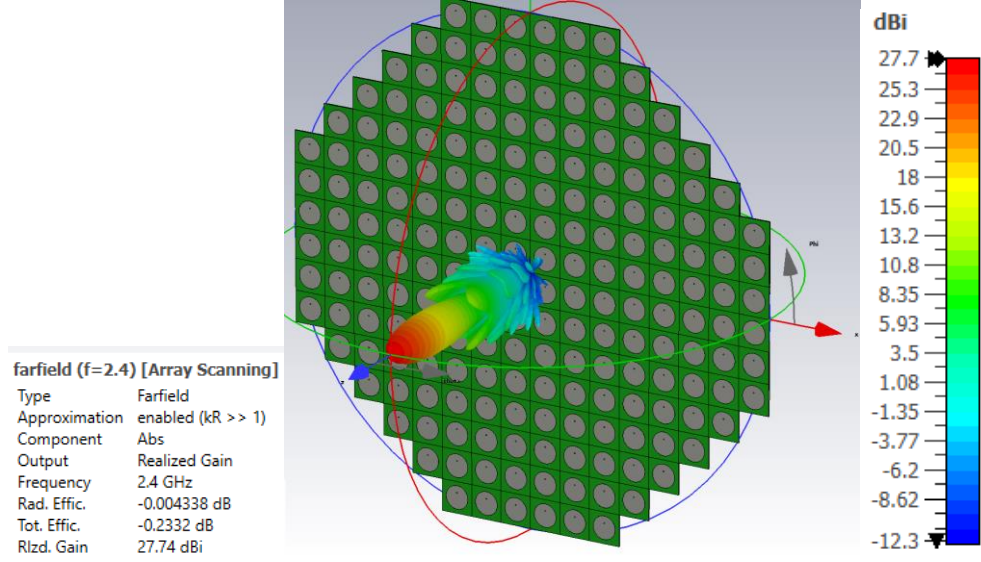 farfield (f=2.4) [Array Scanning]
Type Farfield
Approximation enabled (kR >> 1)
Component Abs
Output Realized Gain
Frequency 2.4 GHz
Rad. Effic. -0.004338 dB
Tot. Effic. -0.2332 dB
Rlzd. Gain 27.74 dBi
Phi
x
z
dBi
27.7
25.3
22.9
20.5
18
15.6
13.2
10.8
8.35
5.93
3.5
1.08
-1.35
-3.77
-6.2
-8.62
-12.3